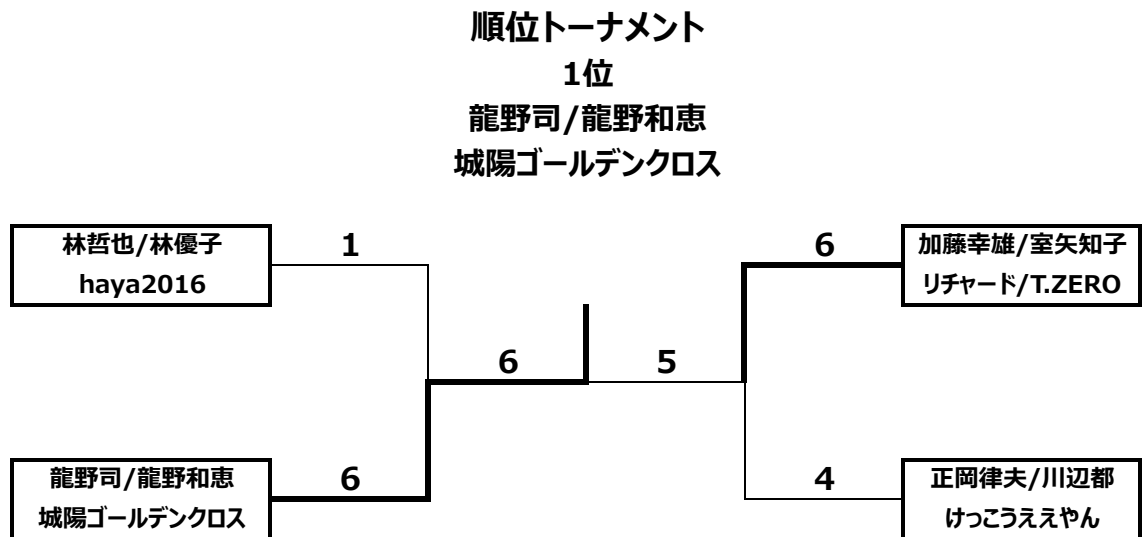 順位トーナメント
1位
龍野司/龍野和恵
城陽ゴールデンクロス
林哲也/林優子
haya2016
1
6
加藤幸雄/室矢知子
リチャード/T.ZERO
6
5
龍野司/龍野和恵
城陽ゴールデンクロス
6
4
正岡律夫/川辺都
けっこうええやん